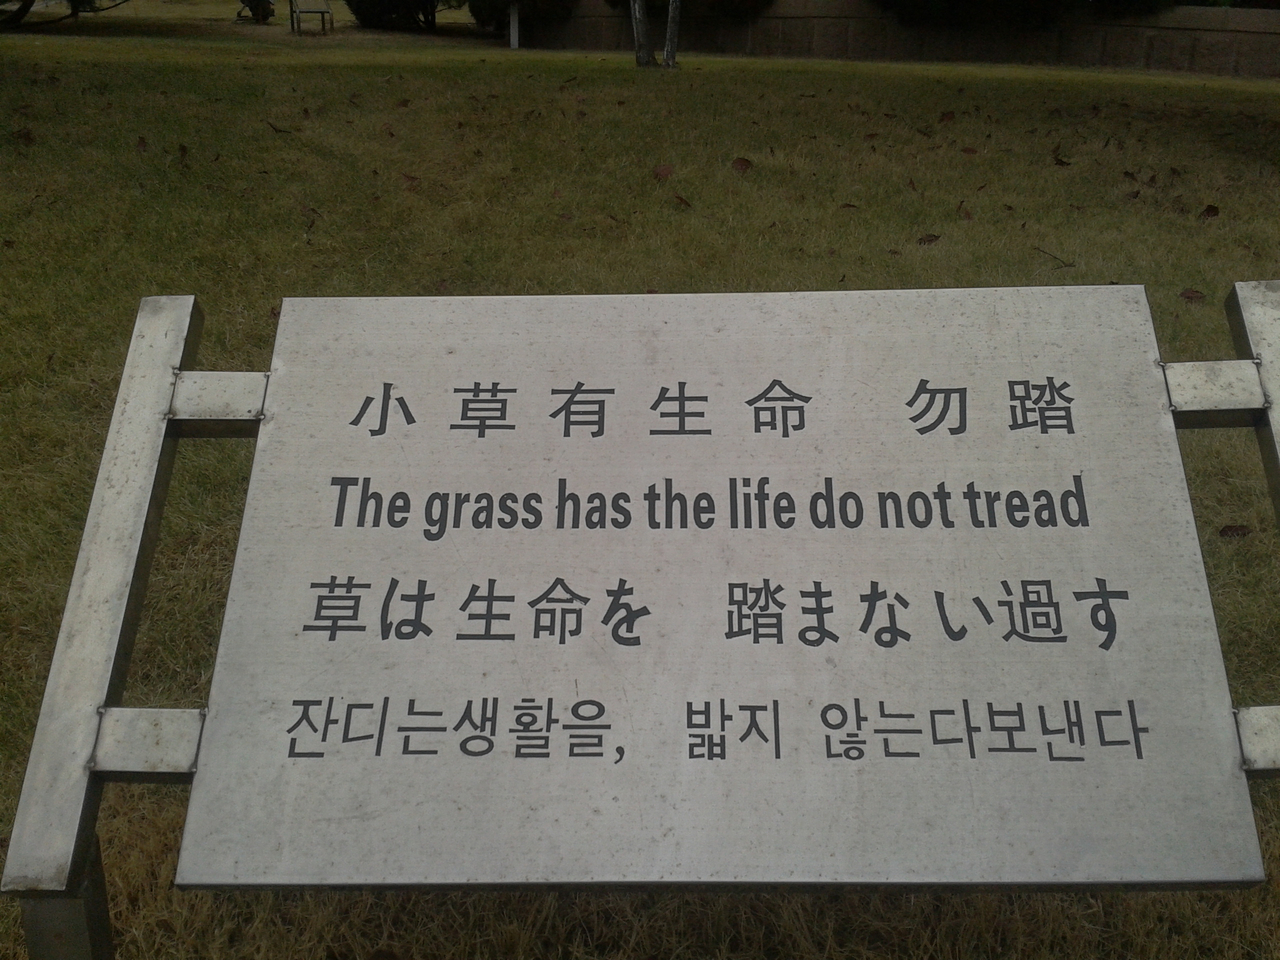 小草有生命 勿踏
The grass has the life do not tread
草は生命を 踏まない過す
잔디는생활을, 밟지 않는다보낸다